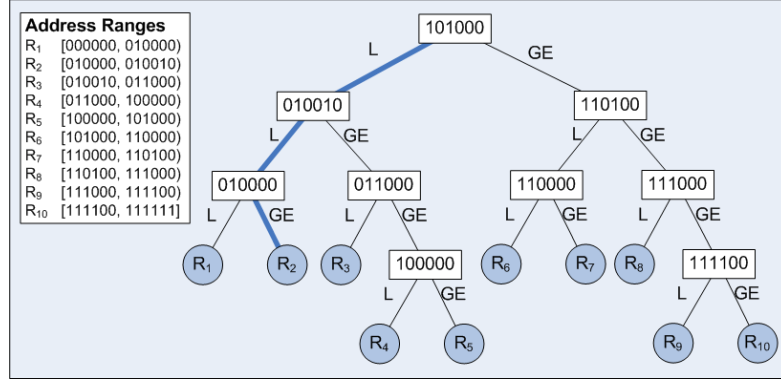 Address Ranges
R1 [000000, 010000)
R2 [010000, 010010)
R3 [010010, 011000)
R4 [011000, 100000)
R5 [100000, 101000)
R6 [101000, 110000)
R7 [110000, 110100)
R8 [110100, 111000)
R9 [111000, 111100)
R10 [111100, 111111]
101000
L GE
010010 110100
L GE L GE
010000 011000 110000 111000
L GE L GE L GE L GE
R1 R2 R3 100000 R6 R7 R8 111100
L GE L GE
R4 R5 R9 R10